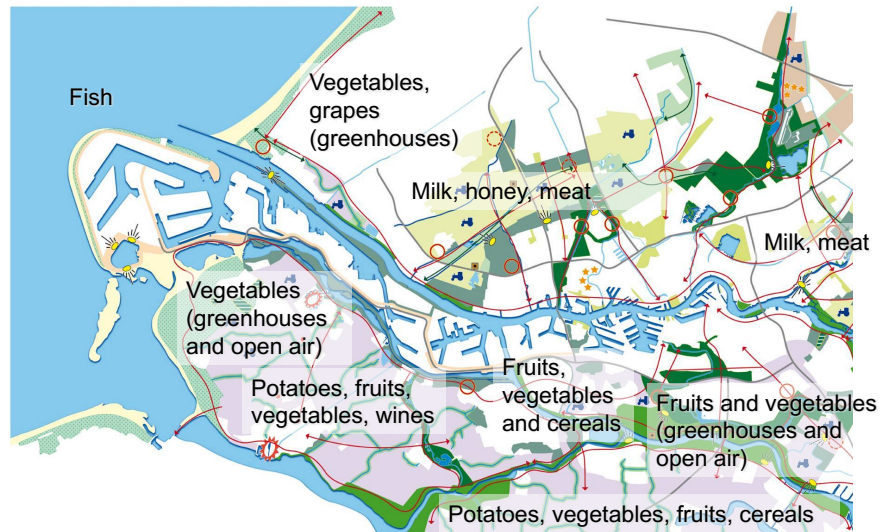 Fish
Vegetables,
grapes
(greenhouses)
Milk, honey, meat
Milk, meat
Vegetables
(greenhouses
and open air)
Potatoes, fruits,
vegetables, wines
Fruits,
vegetables
and cereals
Fruits and vegetables
(greenhouses and
open air)
Potatoes, vegetables, fruits, cereals